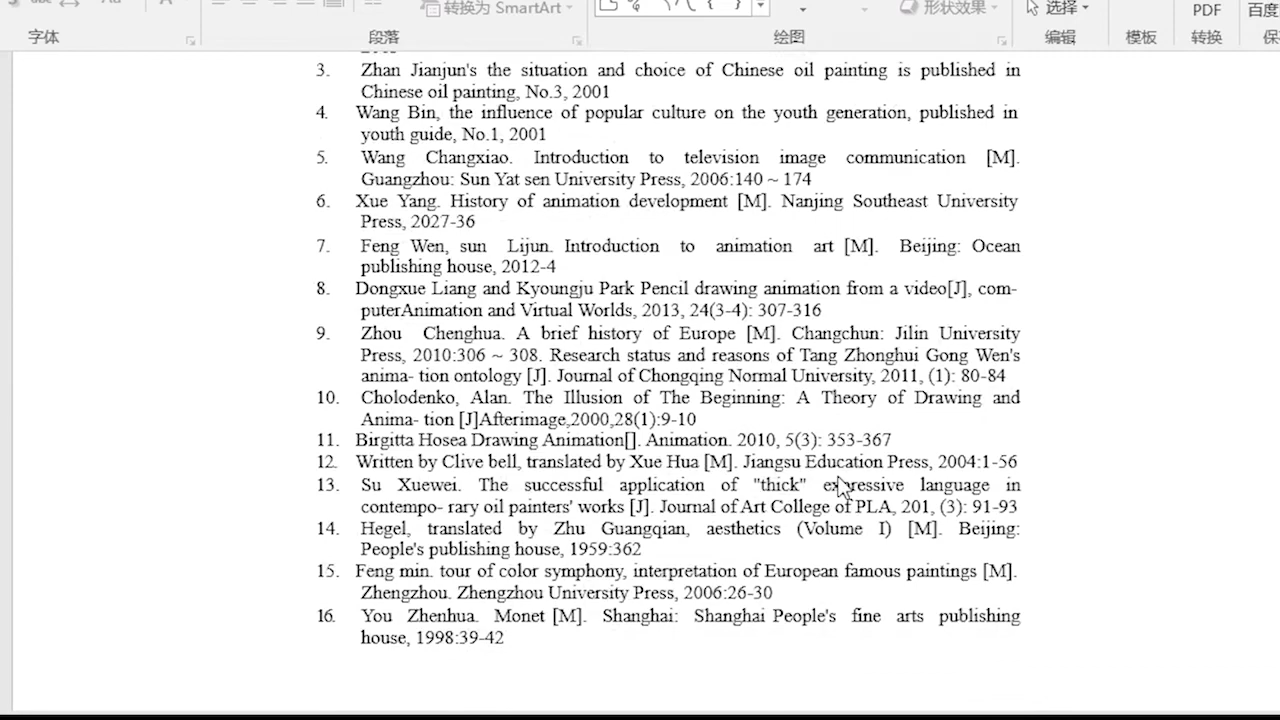 转换为 SmartArt
形状效果
选择
PDF
字体
段落
绘图
编辑
模板
转换
3. Zhan Jianjun's the situation and choice of Chinese oil painting is published in
Chinese oil painting, No.3, 2001
4. Wang Bin, the influence of popular culture on the youth generation, published in
youth guide, No.1, 2001
5. Wang Changxiao. Introduction to television image communication [M].
Guangzhou: Sun Yat sen University Press, 2006:140 ~ 174
6. Xue Yang. History of animation development [M]. Nanjing Southeast University
Press, 2027-36
7. Feng Wen, sun Lijun. Introduction to animation art [M]. Beijing: Ocean
publishing house, 2012-4
8. Dongxue Liang and Kyoungju Park Pencil drawing animation from a video[J], com-
puterAnimation and Virtual Worlds, 2013, 24(3-4): 307-316
9. Zhou Chenghua. A brief history of Europe [M]. Changchun: Jilin University
Press, 2010:306 ~ 308. Research status and reasons of Tang Zhonghui Gong Wen's
anima- tion ontology [J]. Journal of Chongqing Normal University, 2011, (1): 80-84
10. Cholodenko, Alan. The Illusion of The Beginning: A Theory of Drawing and
Anima- tion [J]Afterimage,2000,28(1):9-10
11. Birgitta Hosea Drawing Animation[]. Animation. 2010, 5(3): 353-367
12. Written by Clive bell, translated by Xue Hua [M]. Jiangsu Education Press, 2004:1-56
13. Su Xuewei. The successful application of "thick" expressive language in
contempo- rary oil painters' works [J]. Journal of Art College of PLA, 201, (3): 91-93
14. Hegel, translated by Zhu Guangqian, aesthetics (Volume I) [M]. Beijing:
People's publishing house, 1959:362
15. Feng min. tour of color symphony, interpretation of European famous paintings [M].
Zhengzhou. Zhengzhou University Press, 2006:26-30
16. You Zhenhua. Monet [M]. Shanghai: Shanghai People's fine arts publishing
house, 1998:39-42